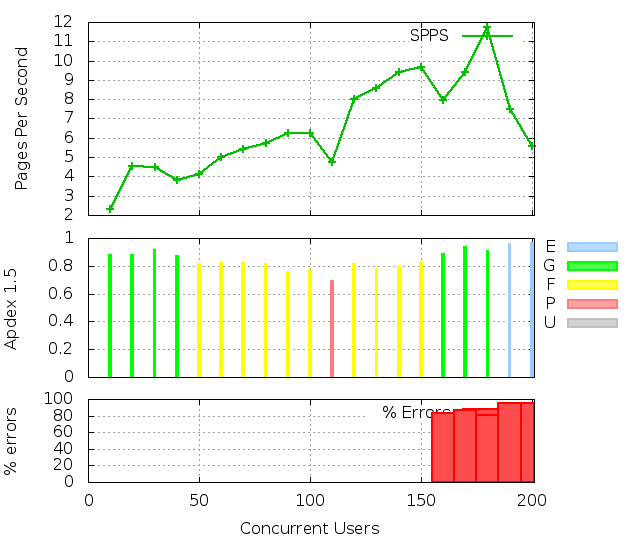 12
11
10
9
8
7
6
5
4
3
2
Pages Per Second
SPPS
1
0.8
0.6
0.4
0.2
0
Apdex 1.5
E
G
F
P
U
100
80
60
40
20
0
% errors
% Errors
0 50 100 150 200
Concurrent Users